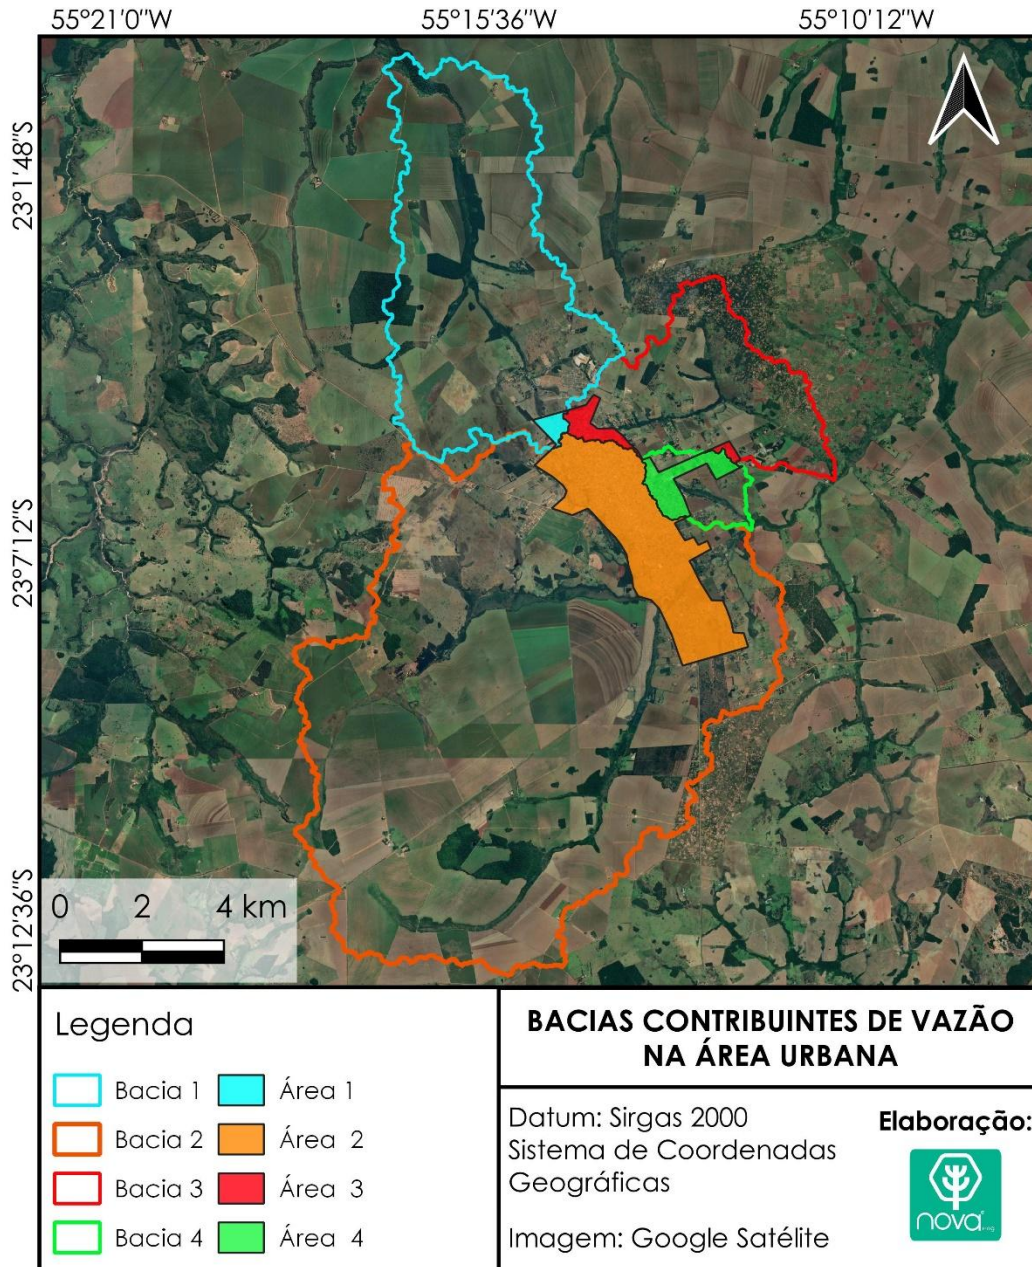 55°21'0"W 55°15'36"W 55°10'12"W
23°1'48"S
23°7'12"S
23°12'36"S
0 2 4 km
Legenda
Bacia 1 Área 1
Bacia 2 Área 2
Bacia 3 Área 3
Bacia 4 Área 4
BACIAS CONTRIBUINTES DE VAZÃO
NA ÁREA URBANA
Datum: Sirgas 2000
Sistema de Coordenadas
Geográficas
Imagem: Google Satélite
Elaboração:
nova